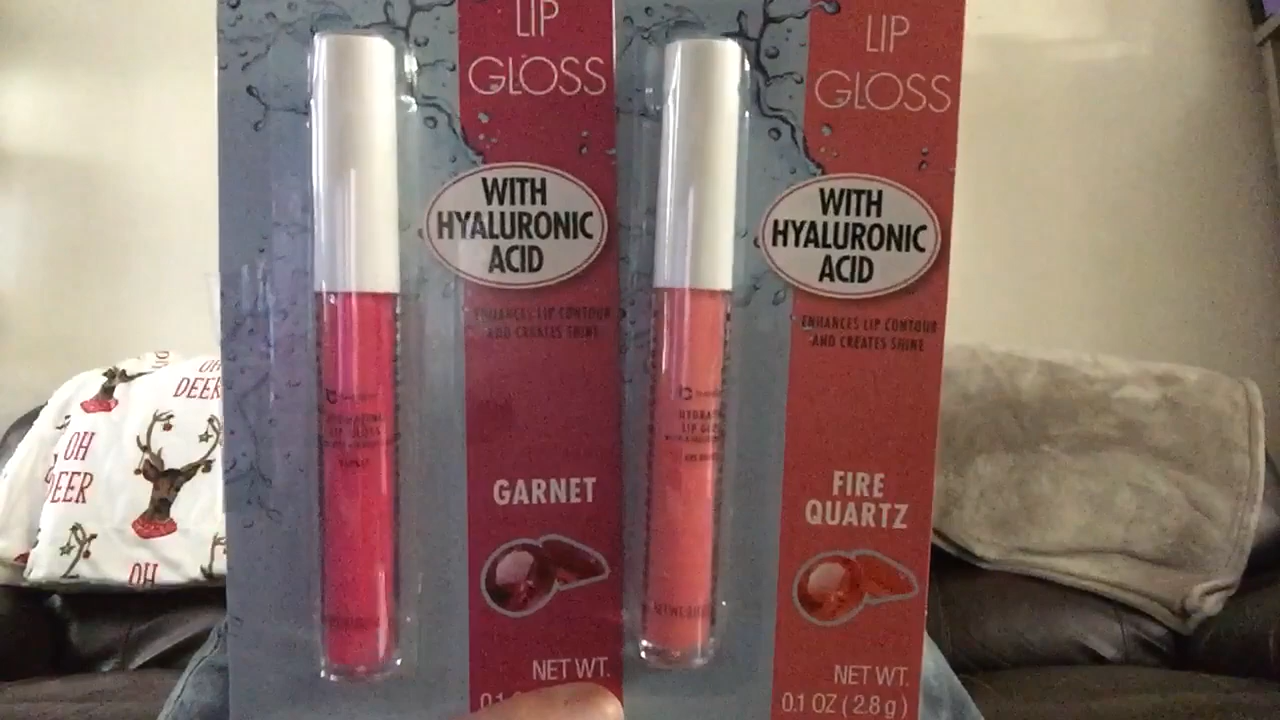 LIP
GLOSS
WITH
HYALURONIC
ACID
ENHANCES LIP CONTOUR
AND CREATES SHINE
GARNET
NET WT.
LIP
GLOSS
WITH
HYALURONIC
ACID
ENHANCES LIP CONTOUR
AND CREATES SHINE
FIRE
QUARTZ
NET WT.
0.1 OZ (2.8 g)
LIP GLOSS
OH
DEER
OH
DEER
OH